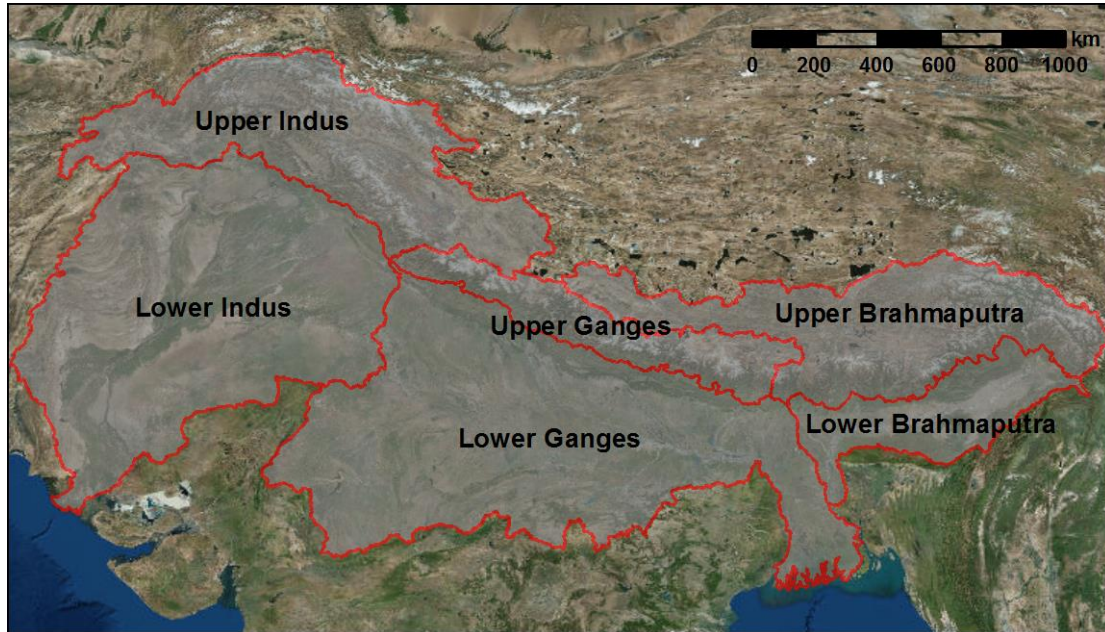 km
0 200 400 600 800 1000
Upper Indus
Lower Indus
Upper Ganges
Upper Brahmaputra
Lower Ganges
Lower Brahmaputra